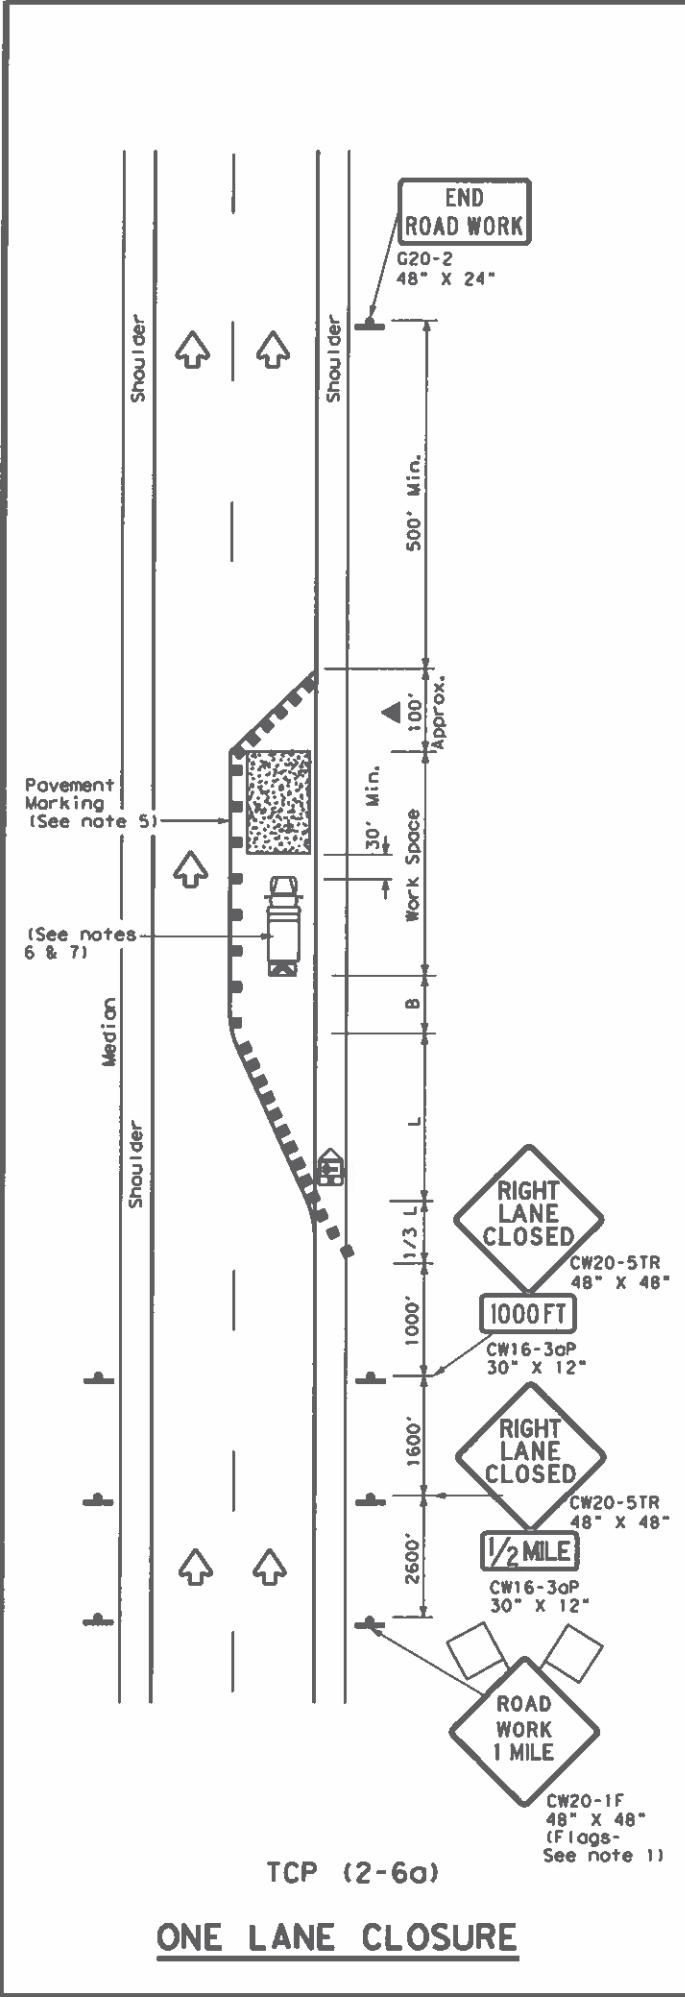 END
ROAD WORK
G20-2
48" X 24"
Shoulder
Shoulder
500' Min.
100'
Approx.
Pavement
Marking
(See note 5)
30' Min.
Work Space
(See notes
6 & 7)
B
Median
L
Shoulder
RIGHT
LANE
CLOSED
1/3 L
CW20-5TR
48" X 48"
1000 FT
1000'
CW16-3aP
30" X 12"
RIGHT
LANE
CLOSED
1600'
CW20-5TR
48" X 48"
1/2 MILE
2600'
CW16-3aP
30" X 12"
ROAD
WORK
1 MILE
CW20-1F
48" X 48"
(Flags-
See note 1)
TCP (2-6a)
ONE LANE CLOSURE